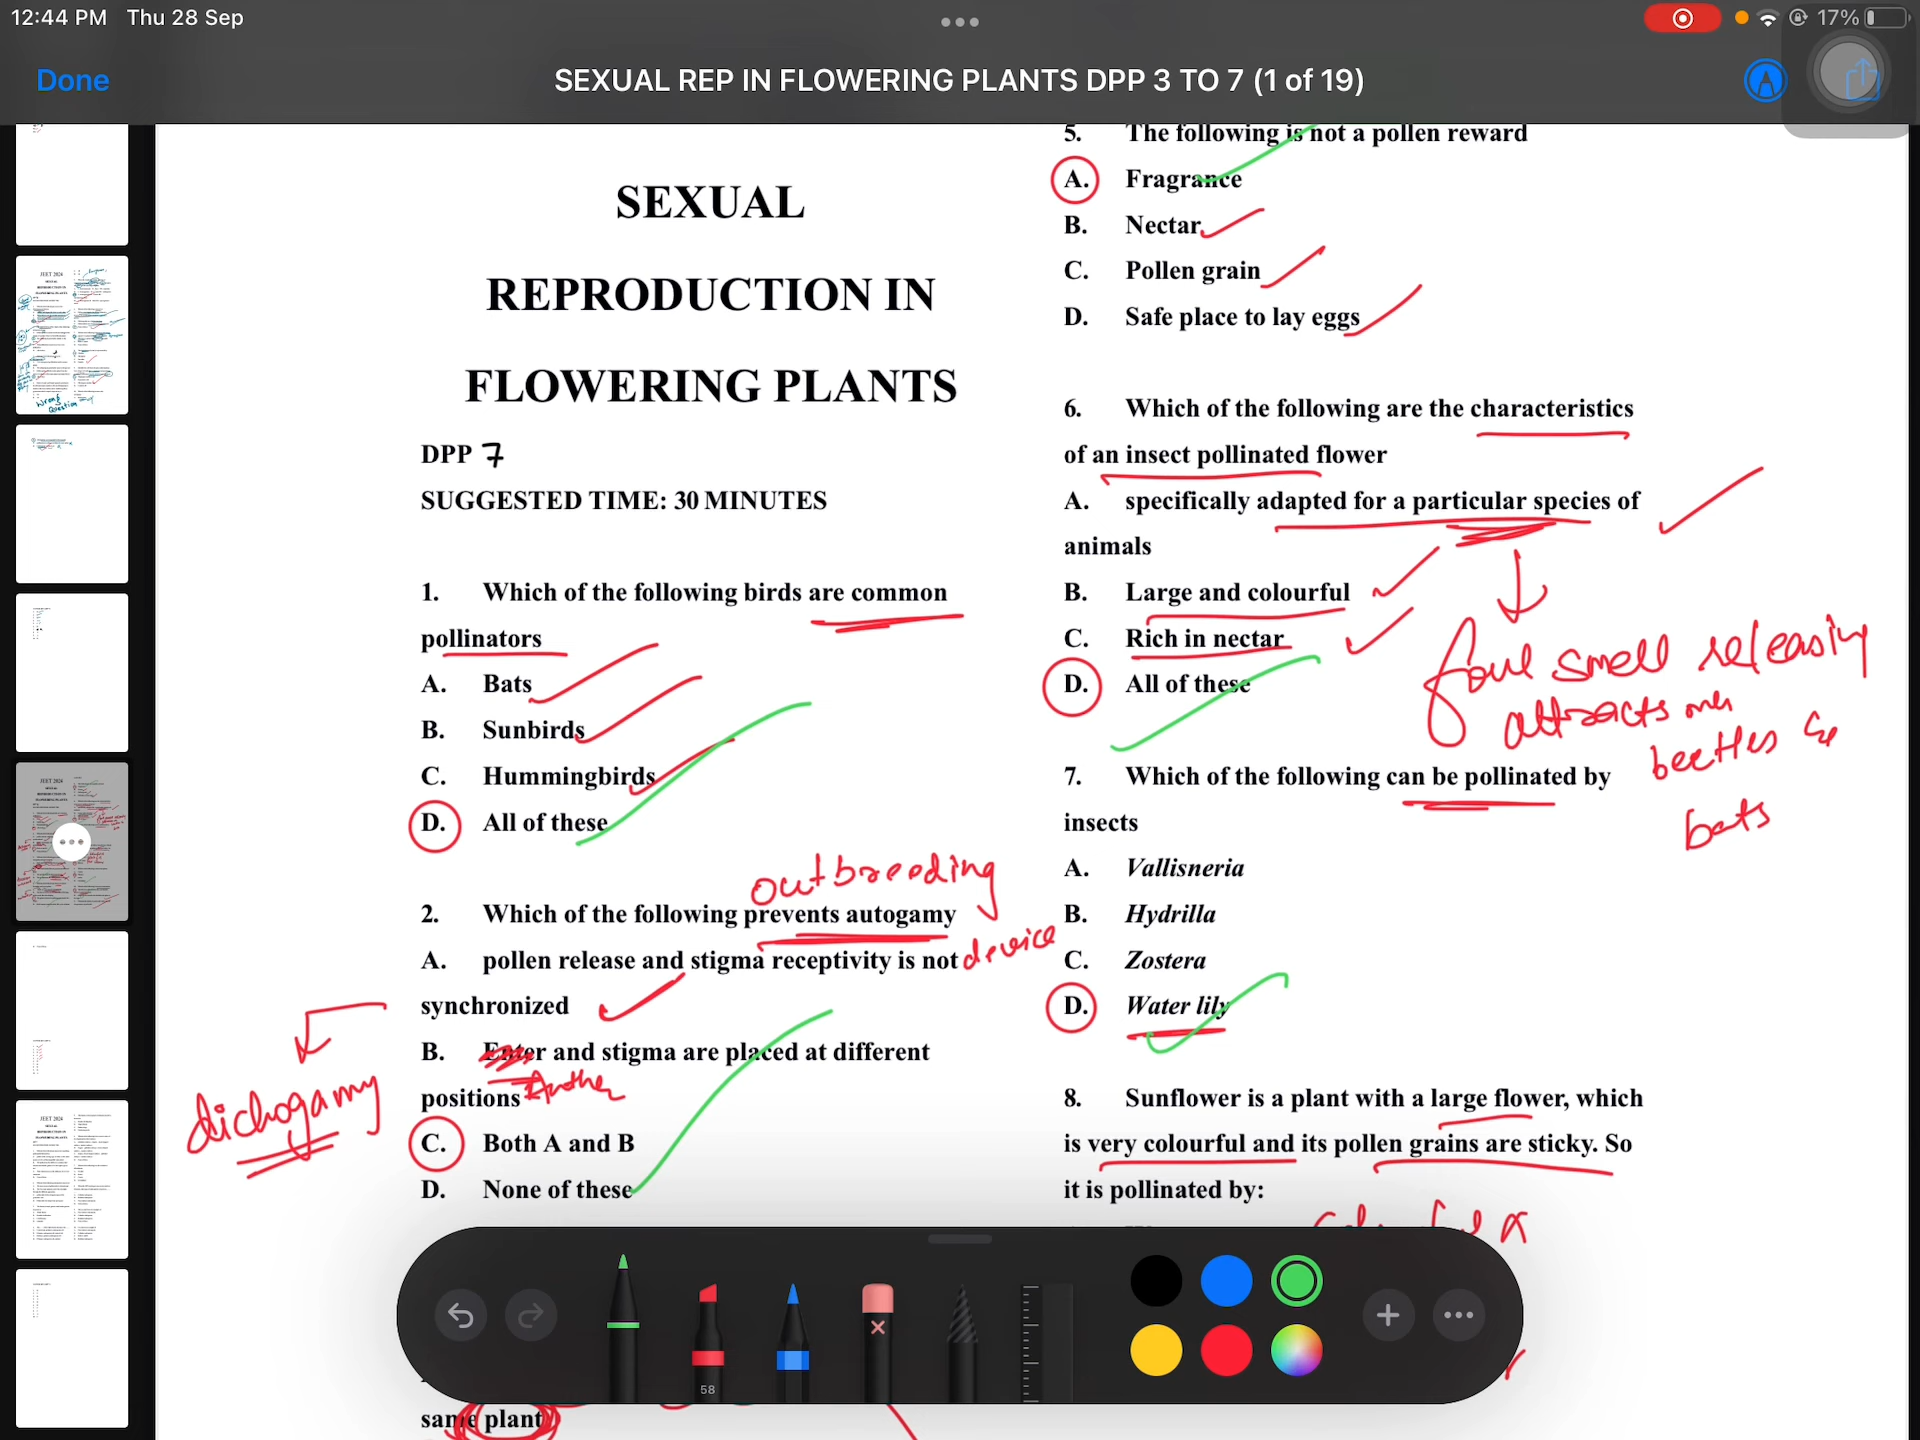 12:44 PM Thu 28 Sep
17%
Done
SEXUAL REP IN FLOWERING PLANTS DPP 3 TO 7 (1 of 19)
SEXUAL
REPRODUCTION IN
FLOWERING PLANTS
DPP 7
SUGGESTED TIME: 30 MINUTES
1. Which of the following birds are common
pollinators
A. Bats
B. Sunbirds
C. Hummingbirds
D. All of these
outbreeding
2. Which of the following prevents autogamy
device
A. pollen release and stigma receptivity is not
synchronized
dichogamy
B. Enter and stigma are placed at different
positions Anther
C. Both A and B
D. None of these
same plant
5. The following is not a pollen reward
A. Fragrance
B. Nectar
C. Pollen grain
D. Safe place to lay eggs
6. Which of the following are the characteristics
of an insect pollinated flower
A. specifically adapted for a particular species of
animals
B. Large and colourful
C. Rich in nectar
D. All of these
foul smell releasing
attracts only
beetles &
bats
7. Which of the following can be pollinated by
insects
A. Vallisneria
B. Hydrilla
C. Zostera
D. Water lily
8. Sunflower is a plant with a large flower, which
is very colourful and its pollen grains are sticky. So
it is pollinated by:
58